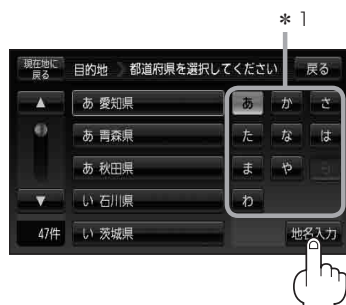 ＊1
現在地に戻る 目的地 都道府県を選択してください 戻る
▲ あ 愛知県 あ か さ
あ 青森県 た な は
あ 秋田県 ま や ら
▼ い 石川県 わ
47件 い 茨城県 地名入力